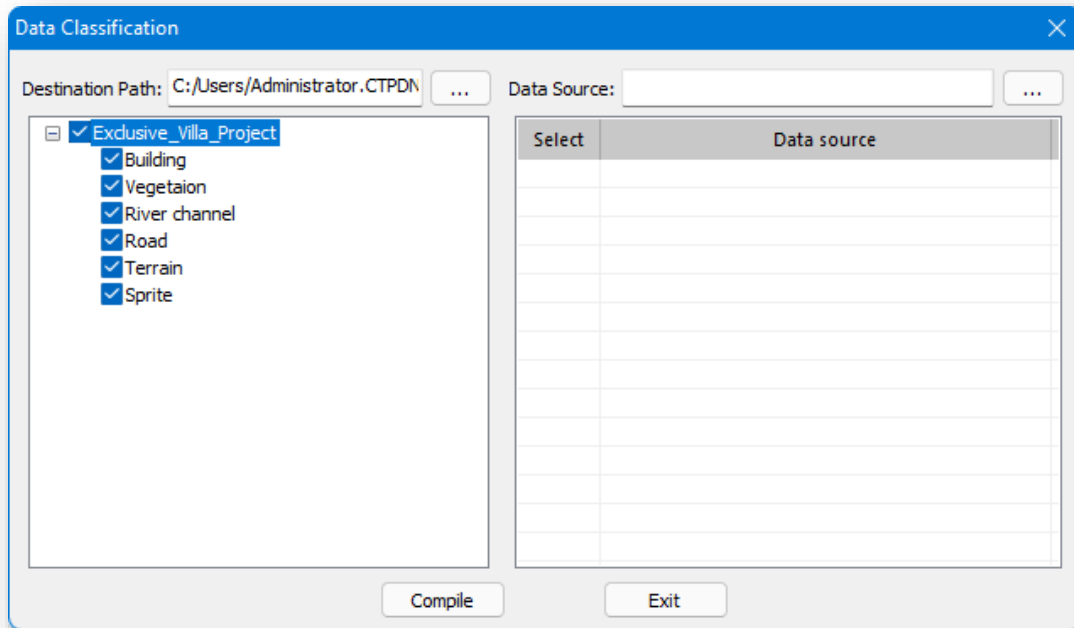 Data Classification
Destination Path: C:/Users/Administrator.CTPDN ... Data Source: ...
Exclusive_Villa_Project
Building
Vegetaion
River channel
Road
Terrain
Sprite
Select Data source
Compile Exit